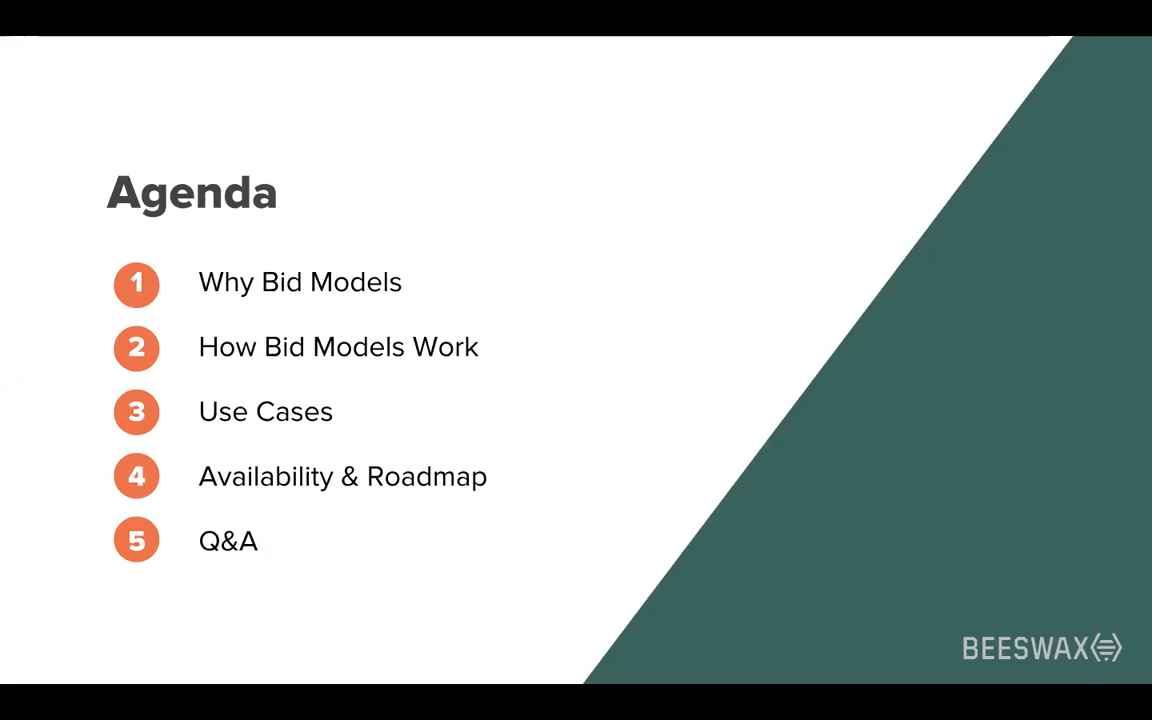 Agenda
1 Why Bid Models
2 How Bid Models Work
3 Use Cases
4 Availability & Roadmap
5 Q&A
BEESWAX